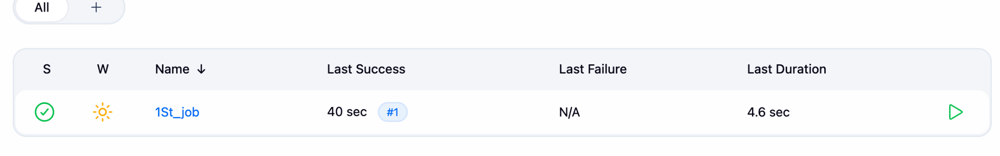 All +
S W Name ↓ Last Success Last Failure Last Duration
1St_job 40 sec #1 N/A 4.6 sec